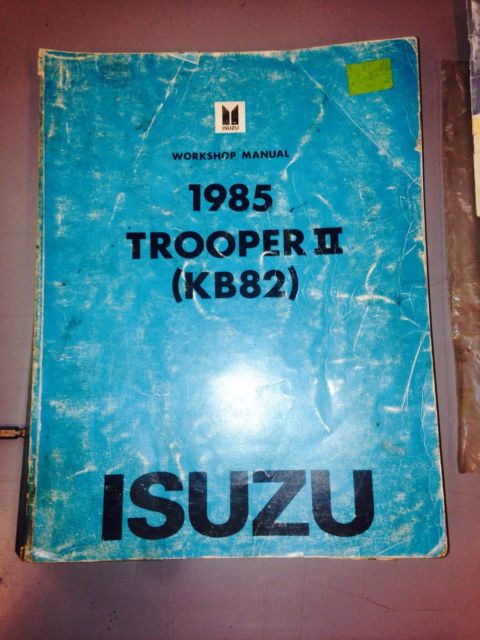 ISUZU
WORKSHOP MANUAL
1985
TROOPER II
(KB82)
ISUZU